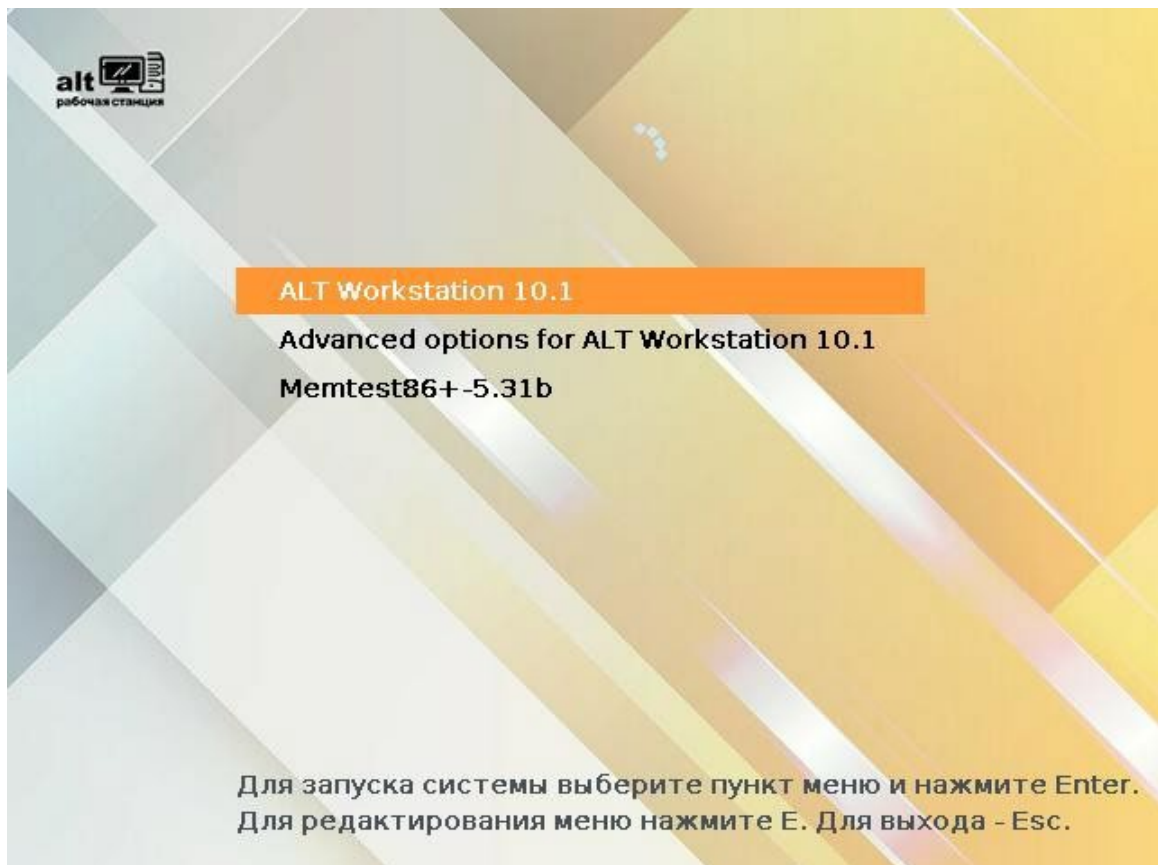 alt
рабочая станция
ALT Workstation 10.1
Advanced options for ALT Workstation 10.1
Memtest86+-5.31b
Для запуска системы выберите пункт меню и нажмите Enter.
Для редактирования меню нажмите E. Для выхода - Esc.